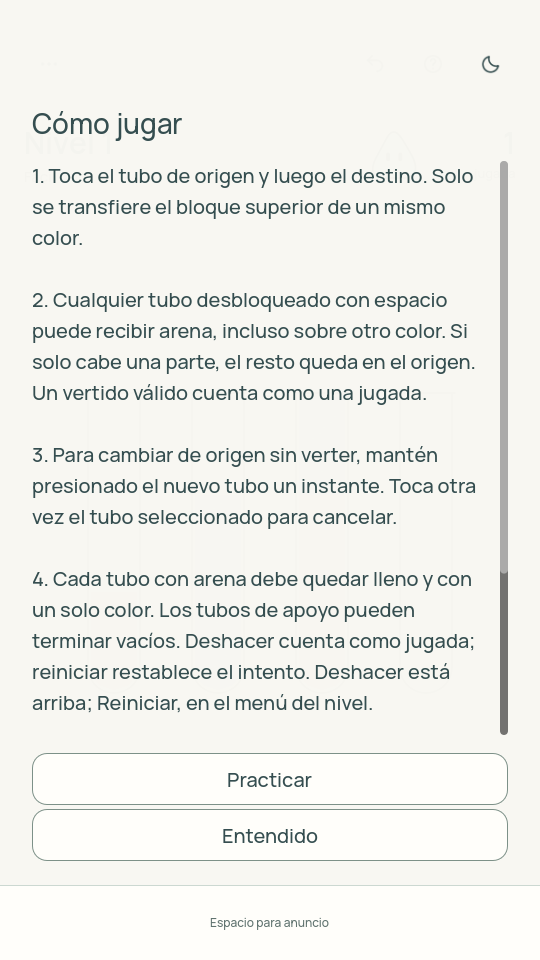 Cómo jugar
1. Toca el tubo de origen y luego el destino. Solo
se transfiere el bloque superior de un mismo
color.
2. Cualquier tubo desbloqueado con espacio
puede recibir arena, incluso sobre otro color. Si
solo cabe una parte, el resto queda en el origen.
Un vertido válido cuenta como una jugada.
3. Para cambiar de origen sin verter, mantén
presionado el nuevo tubo un instante. Toca otra
vez el tubo seleccionado para cancelar.
4. Cada tubo con arena debe quedar lleno y con
un solo color. Los tubos de apoyo pueden
terminar vacíos. Deshacer cuenta como jugada;
reiniciar restablece el intento. Deshacer está
arriba; Reiniciar, en el menú del nivel.
Practicar
Entendido
Espacio para anuncio